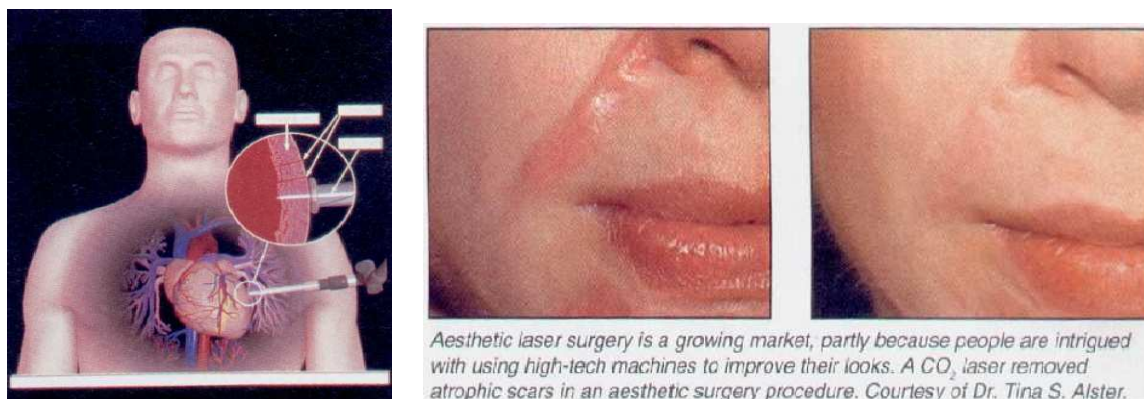 Aesthetic laser surgery is a growing market, partly because people are intrigued
with using high-tech machines to improve their looks. A CO₂ laser removed
atrophic scars in an aesthetic surgery procedure. Courtesy of Dr. Tina S. Alster.